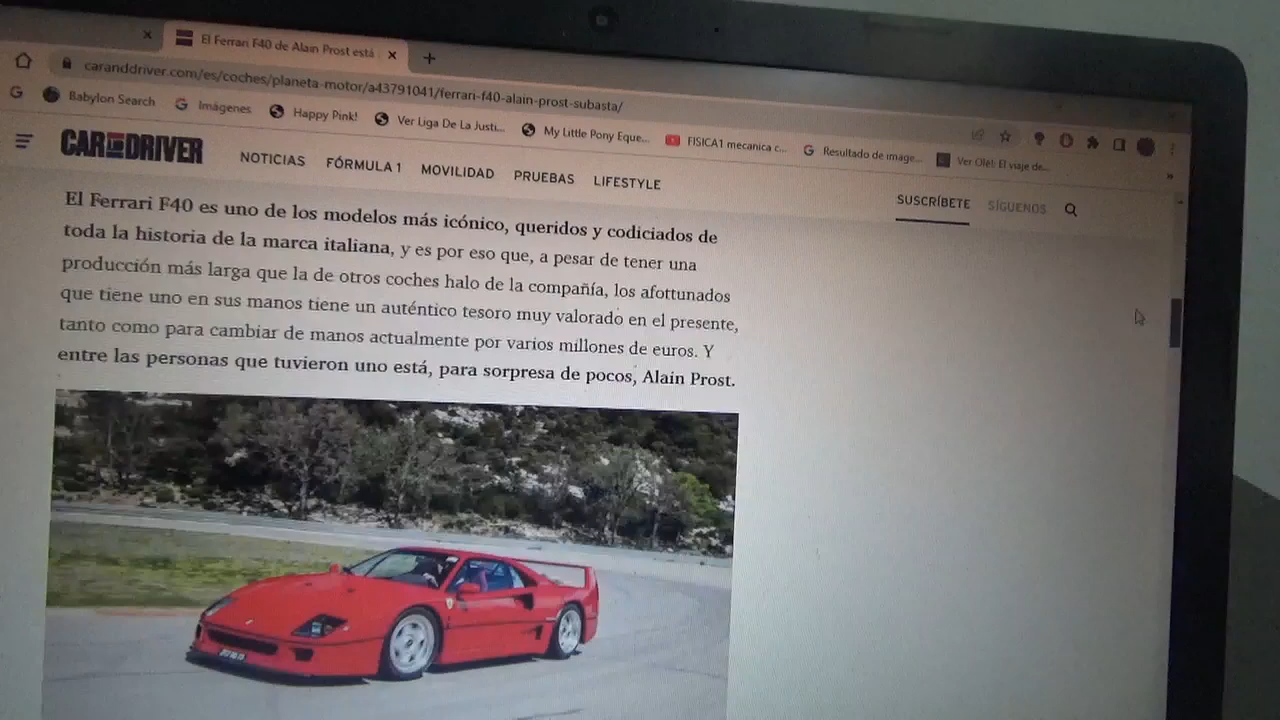 El Ferrari F40 de Alain Prost está
caranddriver.com/es/coches/planeta-motor/a43791041/ferrari-f40-alain-prost-subasta/
Babylon Search
Imágenes
Happy Pink!
Ver Liga De La Justi...
My Little Pony Eque...
FISICA1 mecanica c...
Resultado de image...
Ver Olé!: El viaje de...
CAR AND DRIVER
NOTICIAS
FÓRMULA 1
MOVILIDAD
PRUEBAS
LIFESTYLE
SUSCRÍBETE
SÍGUENOS
El Ferrari F40 es uno de los modelos más icónico, queridos y codiciados de
toda la historia de la marca italiana, y es por eso que, a pesar de tener una
producción más larga que la de otros coches halo de la compañía, los afottunados
que tiene uno en sus manos tiene un auténtico tesoro muy valorado en el presente,
tanto como para cambiar de manos actualmente por varios millones de euros. Y
entre las personas que tuvieron uno está, para sorpresa de pocos, Alain Prost.